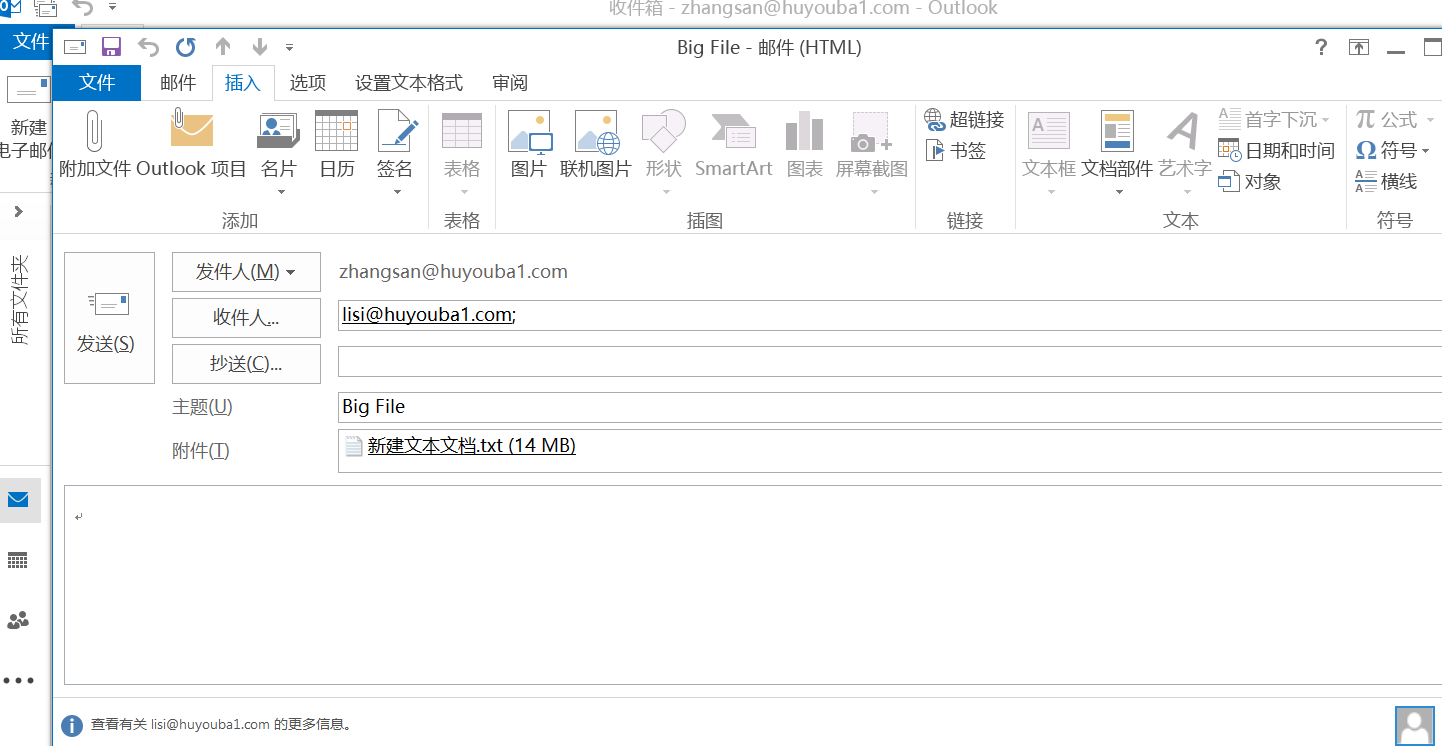 收件箱 - zhangsan@huyouba1.com - Outlook
文件
Big File - 邮件 (HTML)
?
文件 邮件 插入 选项 设置文本格式 审阅
新建
电子邮件
附加文件 Outlook 项目 名片 日历 签名
添加
表格
表格
图片 联机图片 形状 SmartArt 图表 屏幕截图
插图
超链接
书签
链接
文本框 文档部件 艺术字
首字下沉
日期和时间
对象
文本
π 公式
Ω 符号
横线
符号
所有文件夹
发送(S)
发件人(M) zhangsan@huyouba1.com
收件人... lisi@huyouba1.com;
抄送(C)...
主题(U) Big File
附件(T) 新建文本文档.txt (14 MB)
查看有关 lisi@huyouba1.com 的更多信息。